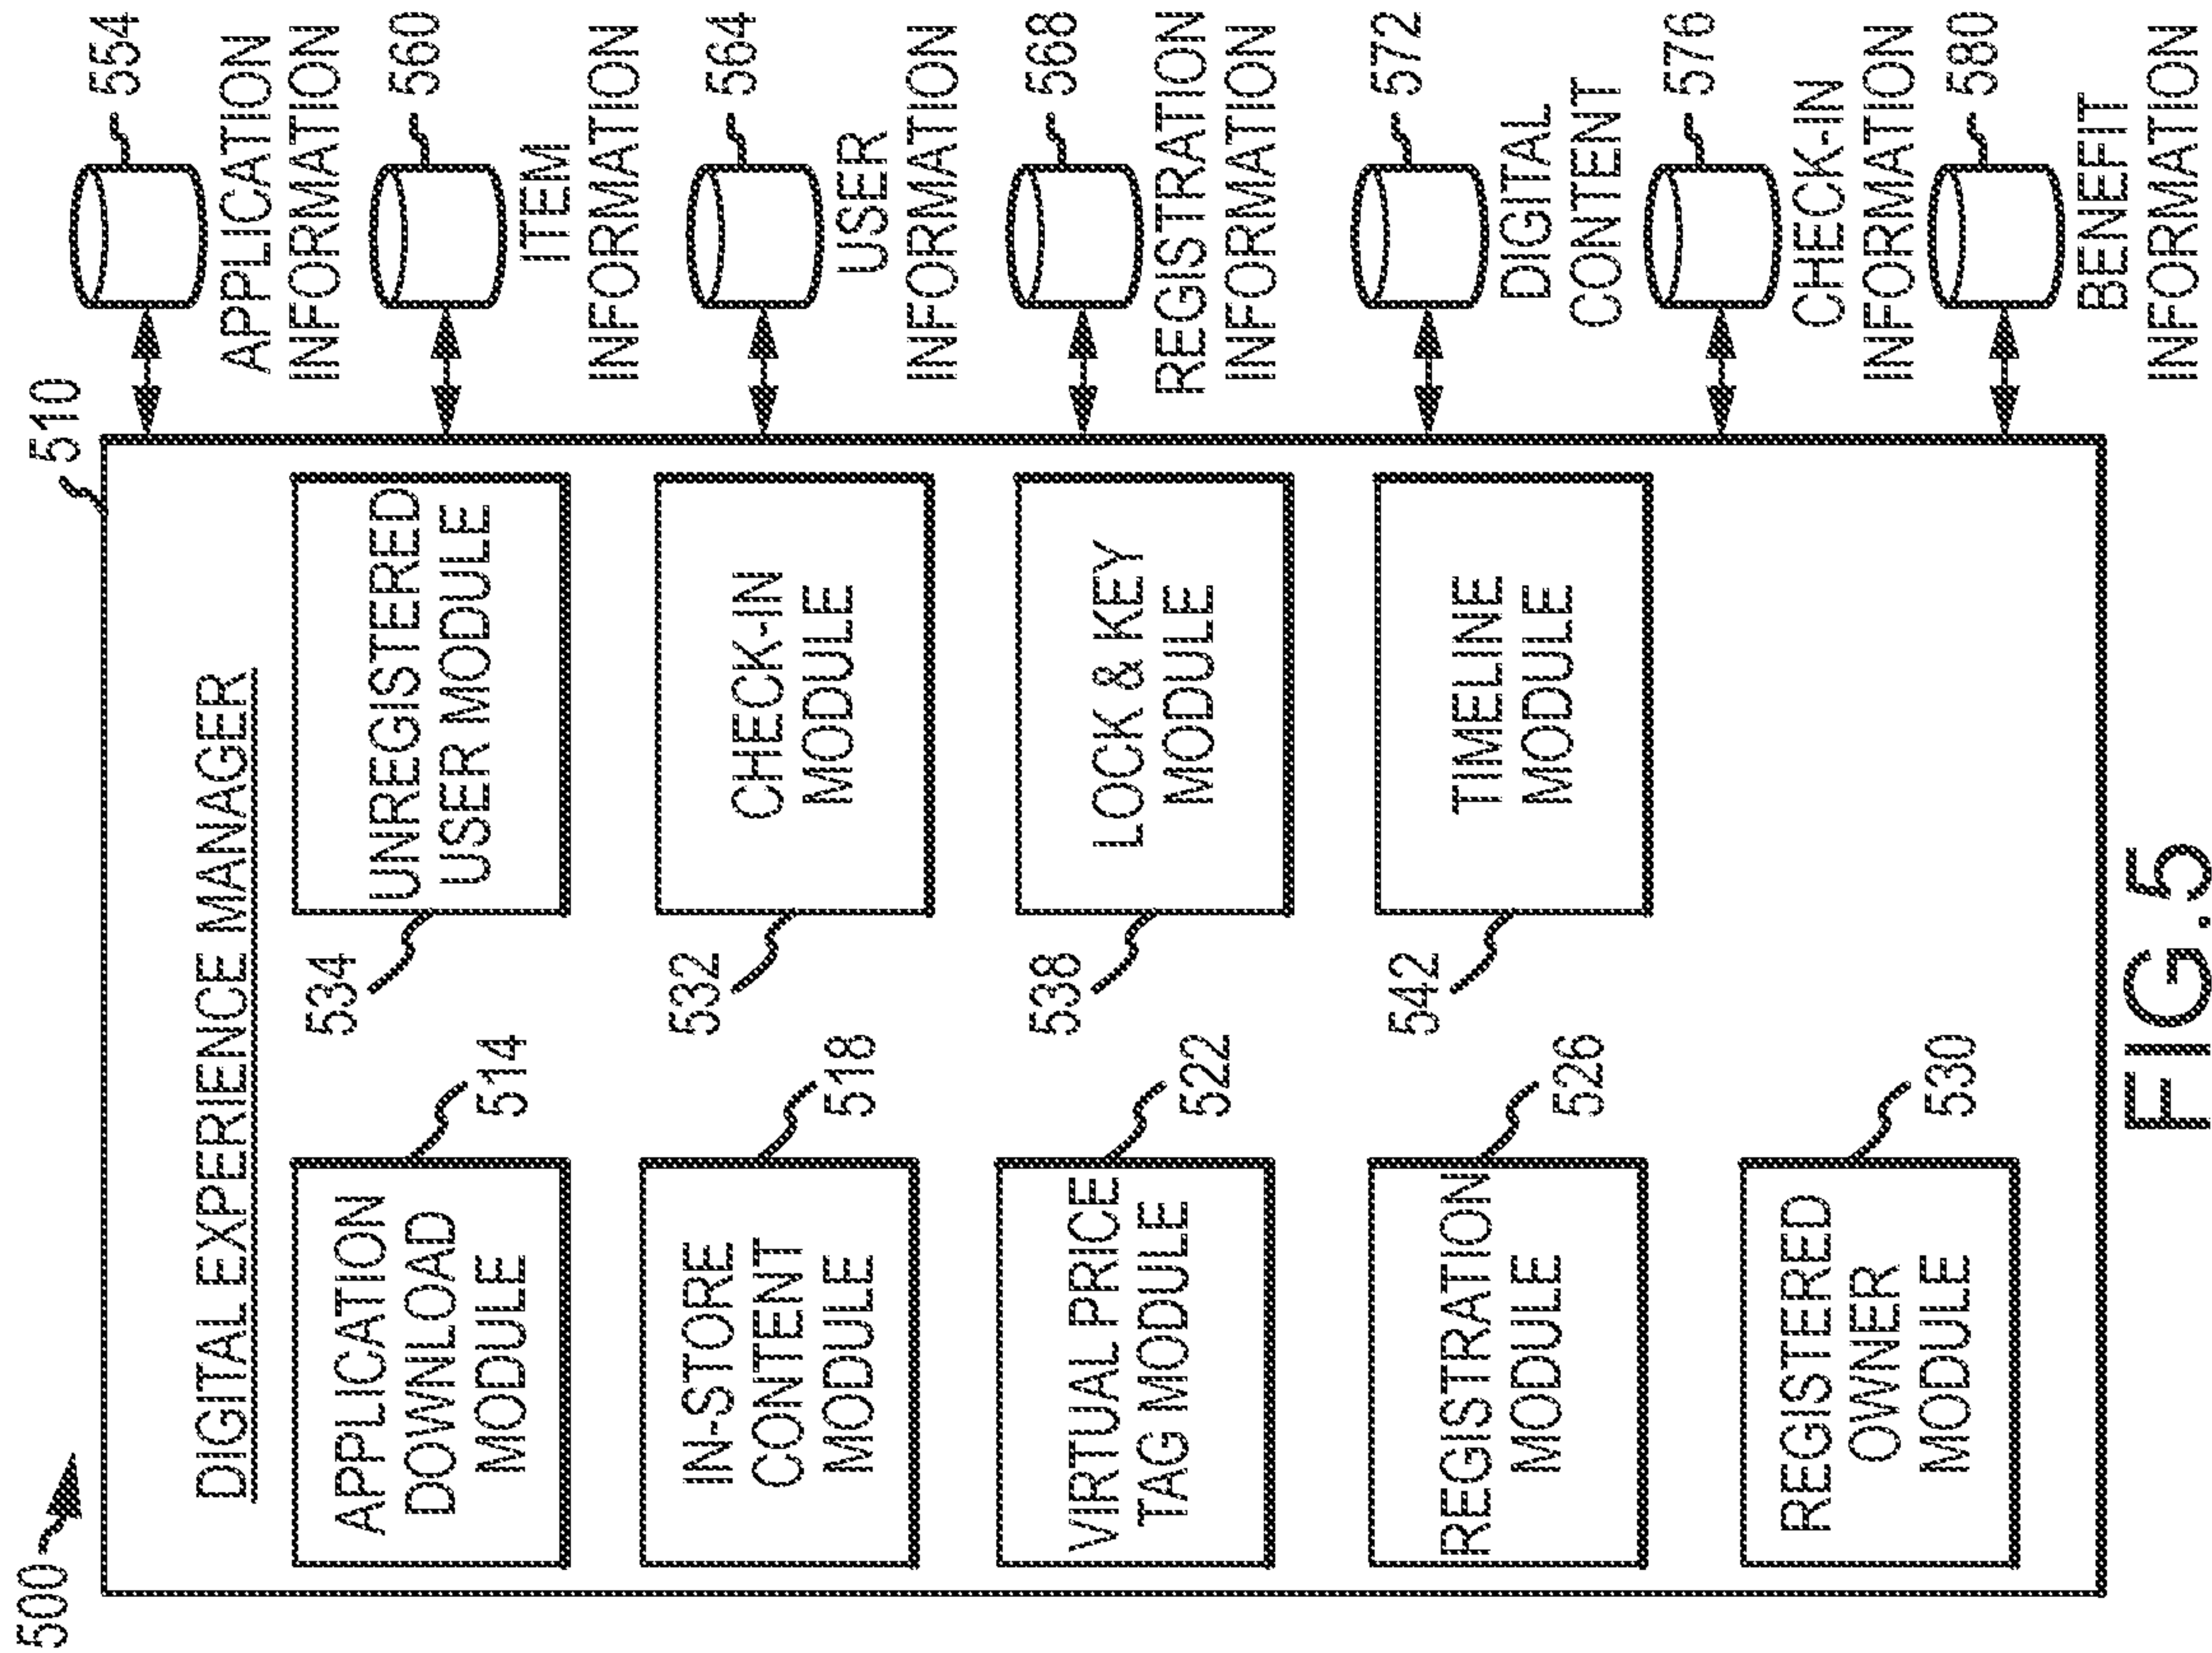 500
510
DIGITAL EXPERIENCE MANAGER
APPLICATION
DOWNLOAD
MODULE
514
IN-STORE
CONTENT
MODULE
518
VIRTUAL PRICE
TAG MODULE
522
REGISTRATION
MODULE
526
REGISTERED
OWNER
MODULE
530
534
UNREGISTERED
USER MODULE
532
CHECK-IN
MODULE
538
LOCK & KEY
MODULE
542
TIMELINE
MODULE
554
APPLICATION
INFORMATION
560
ITEM
INFORMATION
564
USER
INFORMATION
568
REGISTRATION
INFORMATION
572
DIGITAL
CONTENT
576
CHECK-IN
INFORMATION
580
BENEFIT
INFORMATION
FIG.5